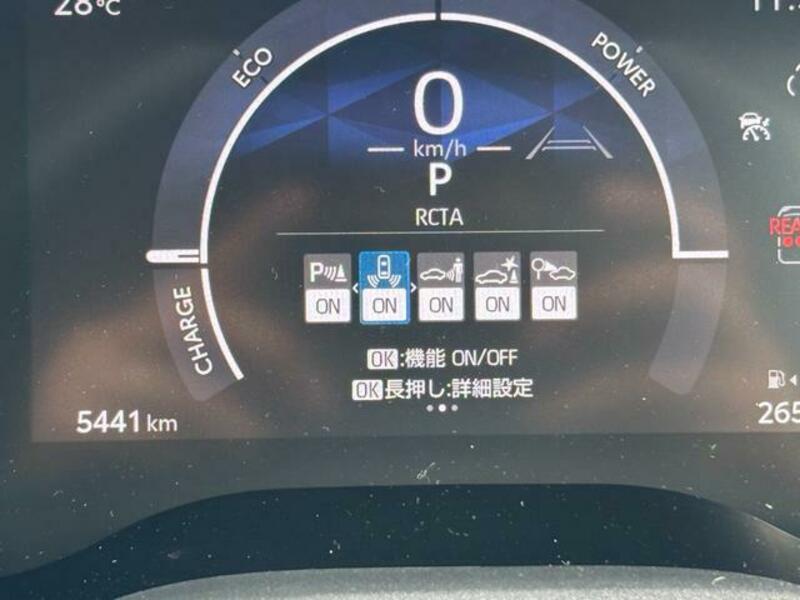 28℃
ECO
POWER
0
km/h
P
RCTA
P
ON
ON
ON
ON
ON
CHARGE
OK:機能 ON/OFF
OK長押し:詳細設定
5441 km
265